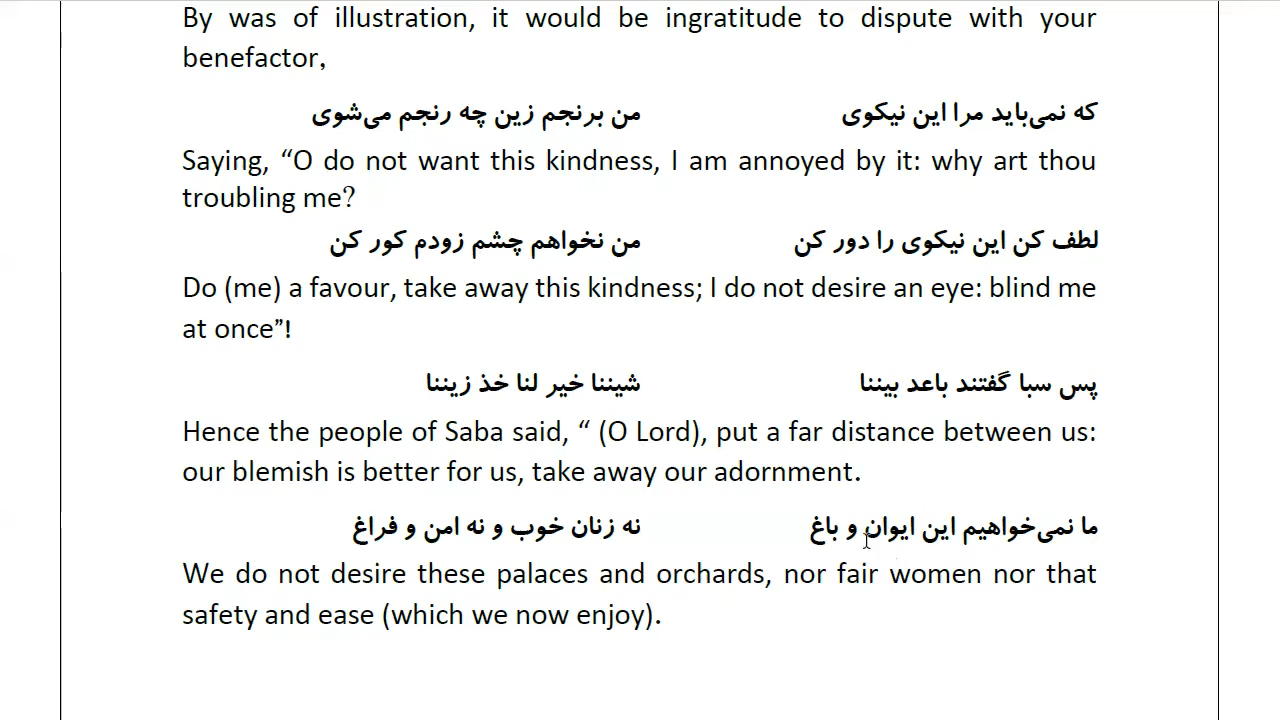 By was of illustration, it would be ingratitude to dispute with your
benefactor,
که نمی‌باید مرا این نیکوی من برنجم زین چه رنجم می‌شوی
Saying, “O do not want this kindness, I am annoyed by it: why art thou
troubling me?
لطف کن این نیکوی را دور کن من نخواهم چشم زودم کور کن
Do (me) a favour, take away this kindness; I do not desire an eye: blind me
at once”!
پس سبا گفتند باعد بیننا شیننا خیر لنا خذ زیننا
Hence the people of Saba said, “ (O Lord), put a far distance between us:
our blemish is better for us, take away our adornment.
ما نمی‌خواهیم این ایوان و باغ نه زنان خوب و نه امن و فراغ
We do not desire these palaces and orchards, nor fair women nor that
safety and ease (which we now enjoy).